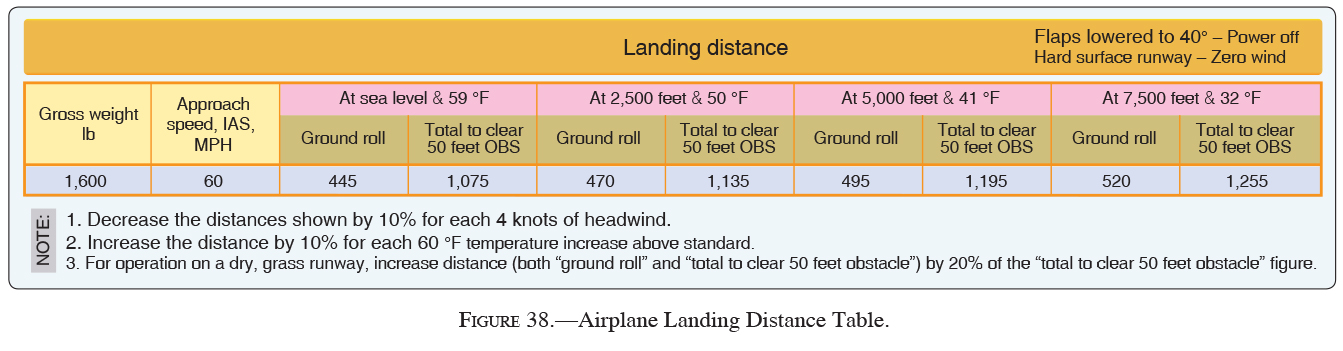 Landing distance
Flaps lowered to 40° – Power off
Hard surface runway – Zero wind
Gross weight
lb
Approach
speed, IAS,
MPH
At sea level & 59 °F
At 2,500 feet & 50 °F
At 5,000 feet & 41 °F
At 7,500 feet & 32 °F
Ground roll
Total to clear
50 feet OBS
Ground roll
Total to clear
50 feet OBS
Ground roll
Total to clear
50 feet OBS
Ground roll
Total to clear
50 feet OBS
1,600 60 445 1,075 470 1,135 495 1,195 520 1,255
NOTE:
1. Decrease the distances shown by 10% for each 4 knots of headwind.
2. Increase the distance by 10% for each 60 °F temperature increase above standard.
3. For operation on a dry, grass runway, increase distance (both “ground roll” and “total to clear 50 feet obstacle”) by 20% of the “total to clear 50 feet obstacle” figure.
Figure 38.—Airplane Landing Distance Table.